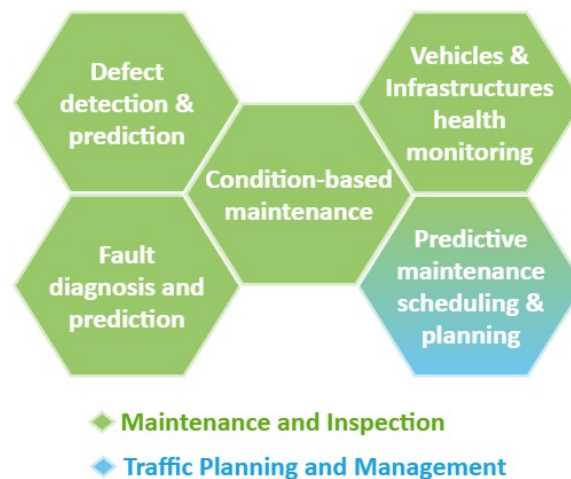 Defect
detection &
prediction
Vehicles &
Infrastructures
health
monitoring
Condition-based
maintenance
Fault
diagnosis and
prediction
Predictive
maintenance
scheduling &
planning
Maintenance and Inspection
Traffic Planning and Management